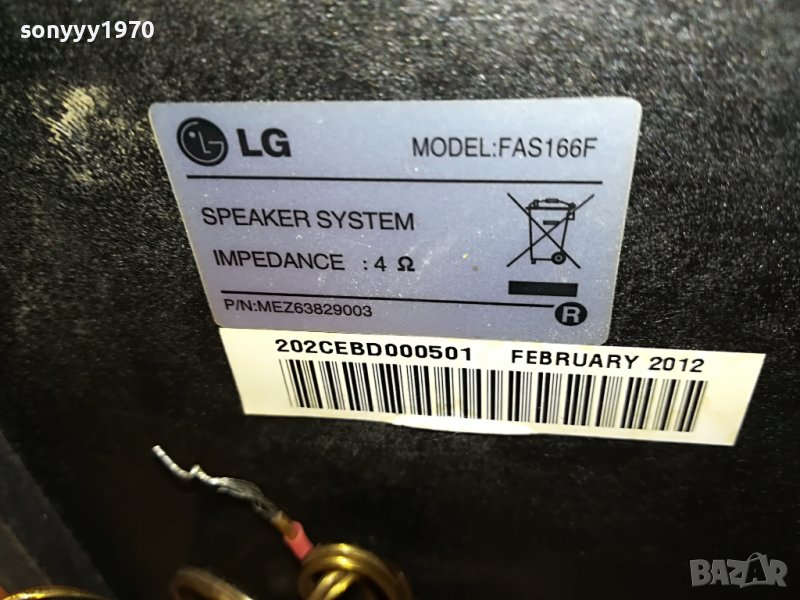 sonyyy1970
LG MODEL:FAS166F
SPEAKER SYSTEM
IMPEDANCE : 4 Ω
P/N:MEZ63829003 R
202CEBD000501 FEBRUARY 2012
BAZAR